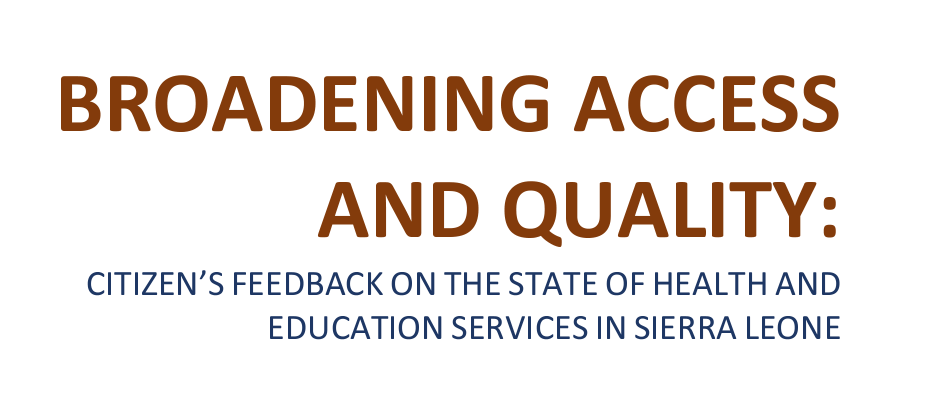 BROADENING ACCESS
AND QUALITY:
CITIZEN’S FEEDBACK ON THE STATE OF HEALTH AND
EDUCATION SERVICES IN SIERRA LEONE